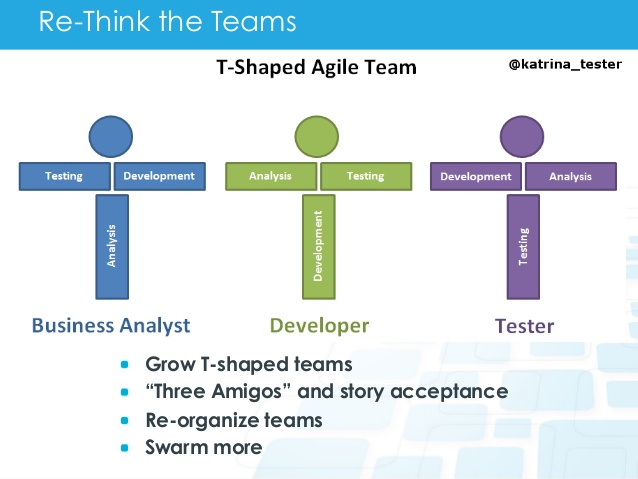 Re-Think the Teams
T-Shaped Agile Team
@katrina_tester
Testing
Development
Analysis
Testing
Development
Analysis
Analysis
Development
Testing
Business Analyst
Developer
Tester
Grow T-shaped teams
“Three Amigos” and story acceptance
Re-organize teams
Swarm more